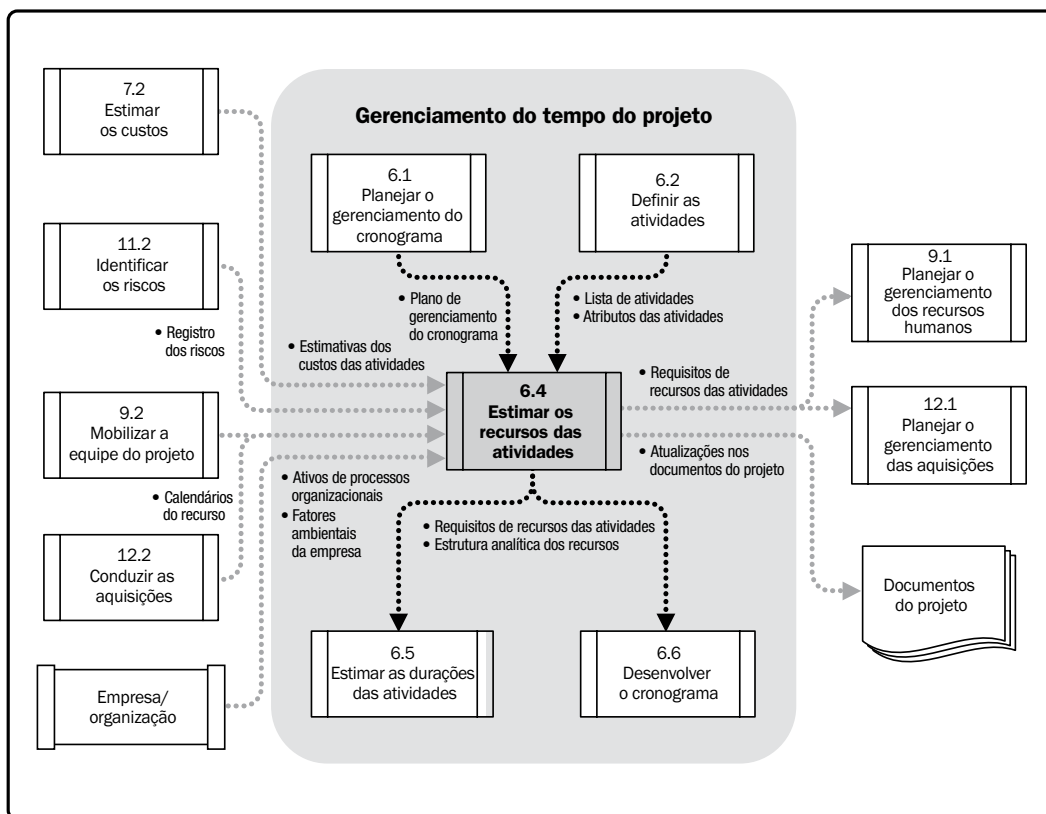 Gerenciamento do tempo do projeto
7.2
Estimar
os custos
6.1
Planejar o
gerenciamento do
cronograma
6.2
Definir as
atividades
11.2
Identificar
os riscos
9.1
Planejar o
gerenciamento
dos recursos
humanos
• Registro
dos riscos
• Plano de
gerenciamento
do cronograma
• Lista de atividades
• Atributos das atividades
• Estimativas dos
custos das atividades
6.4
Estimar os
recursos das
atividades
• Requisitos de
recursos das atividades
9.2
Mobilizar a
equipe do projeto
12.1
Planejar o
gerenciamento
das aquisições
• Atualizações nos
documentos do projeto
• Calendários
do recurso
• Ativos de processos
organizacionais
• Fatores
ambientais
da empresa
• Requisitos de recursos das atividades
• Estrutura analítica dos recursos
12.2
Conduzir as
aquisições
Documentos
do projeto
6.5
Estimar as durações
das atividades
6.6
Desenvolver
o cronograma
Empresa/
organização